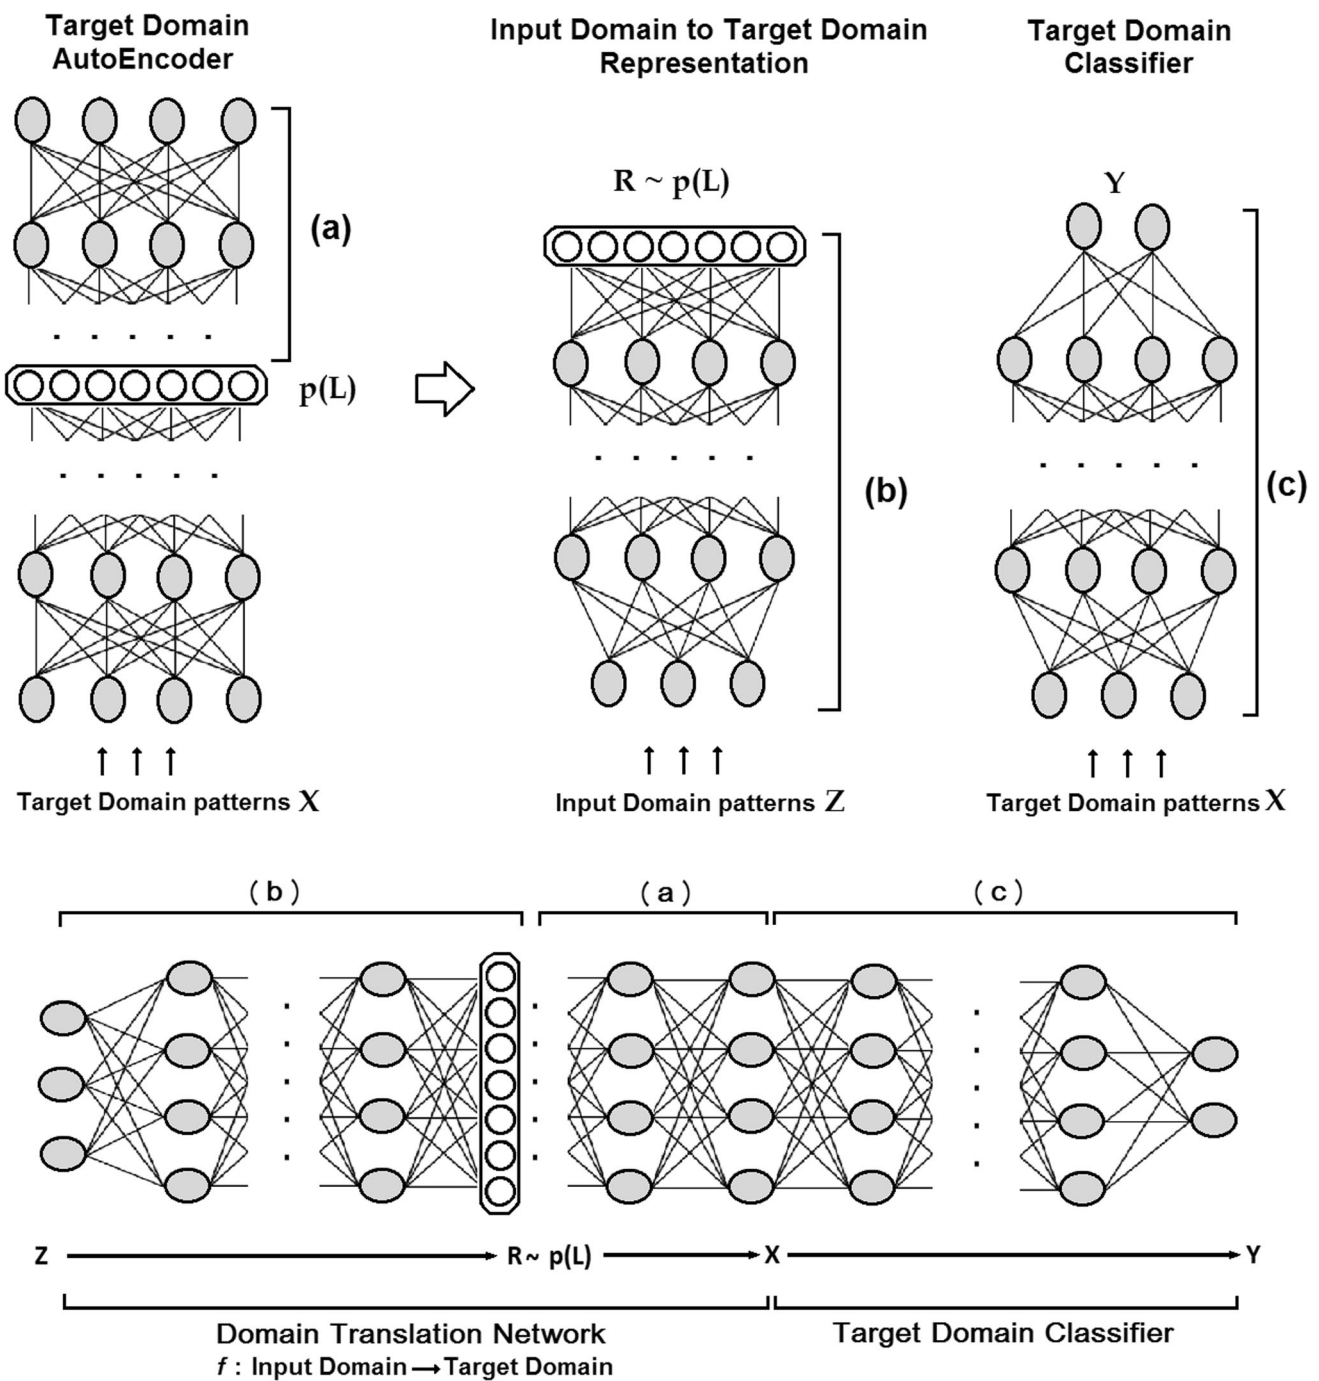 Target Domain
AutoEncoder
Input Domain to Target Domain
Representation
Target Domain
Classifier
(a)
p(L)
R ~ p(L)
(b)
Y
(c)
Target Domain patterns X
Input Domain patterns Z
Target Domain patterns X
(b)
(a)
(c)
Z
R~ p(L)
X
Y
Domain Translation Network
f : Input Domain → Target Domain
Target Domain Classifier